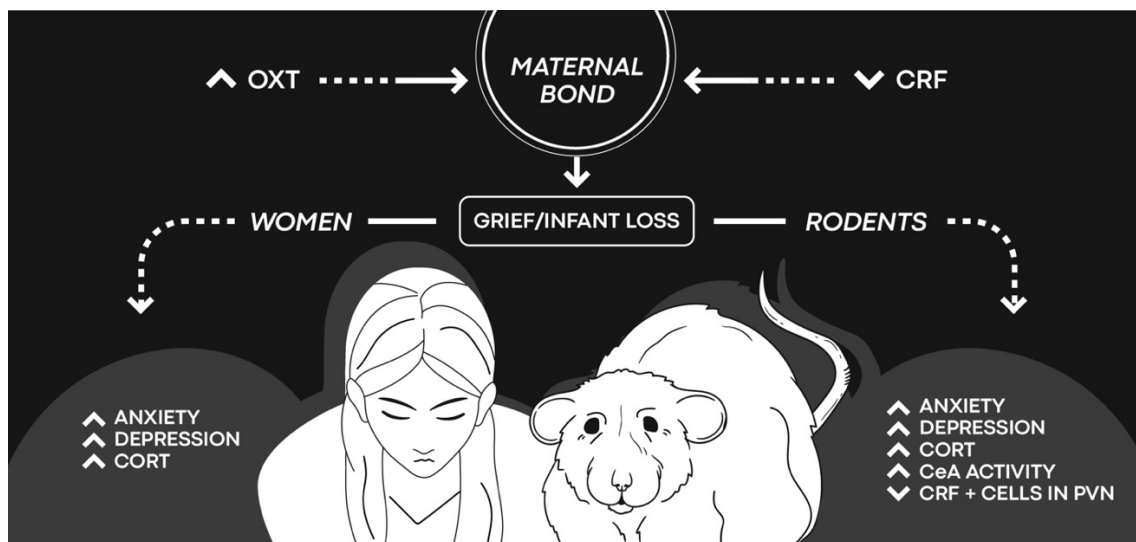 OXT
MATERNAL
BOND
CRF
WOMEN
GRIEF/INFANT LOSS
RODENTS
ANXIETY
DEPRESSION
CORT
ANXIETY
DEPRESSION
CORT
CeA ACTIVITY
CRF + CELLS IN PVN